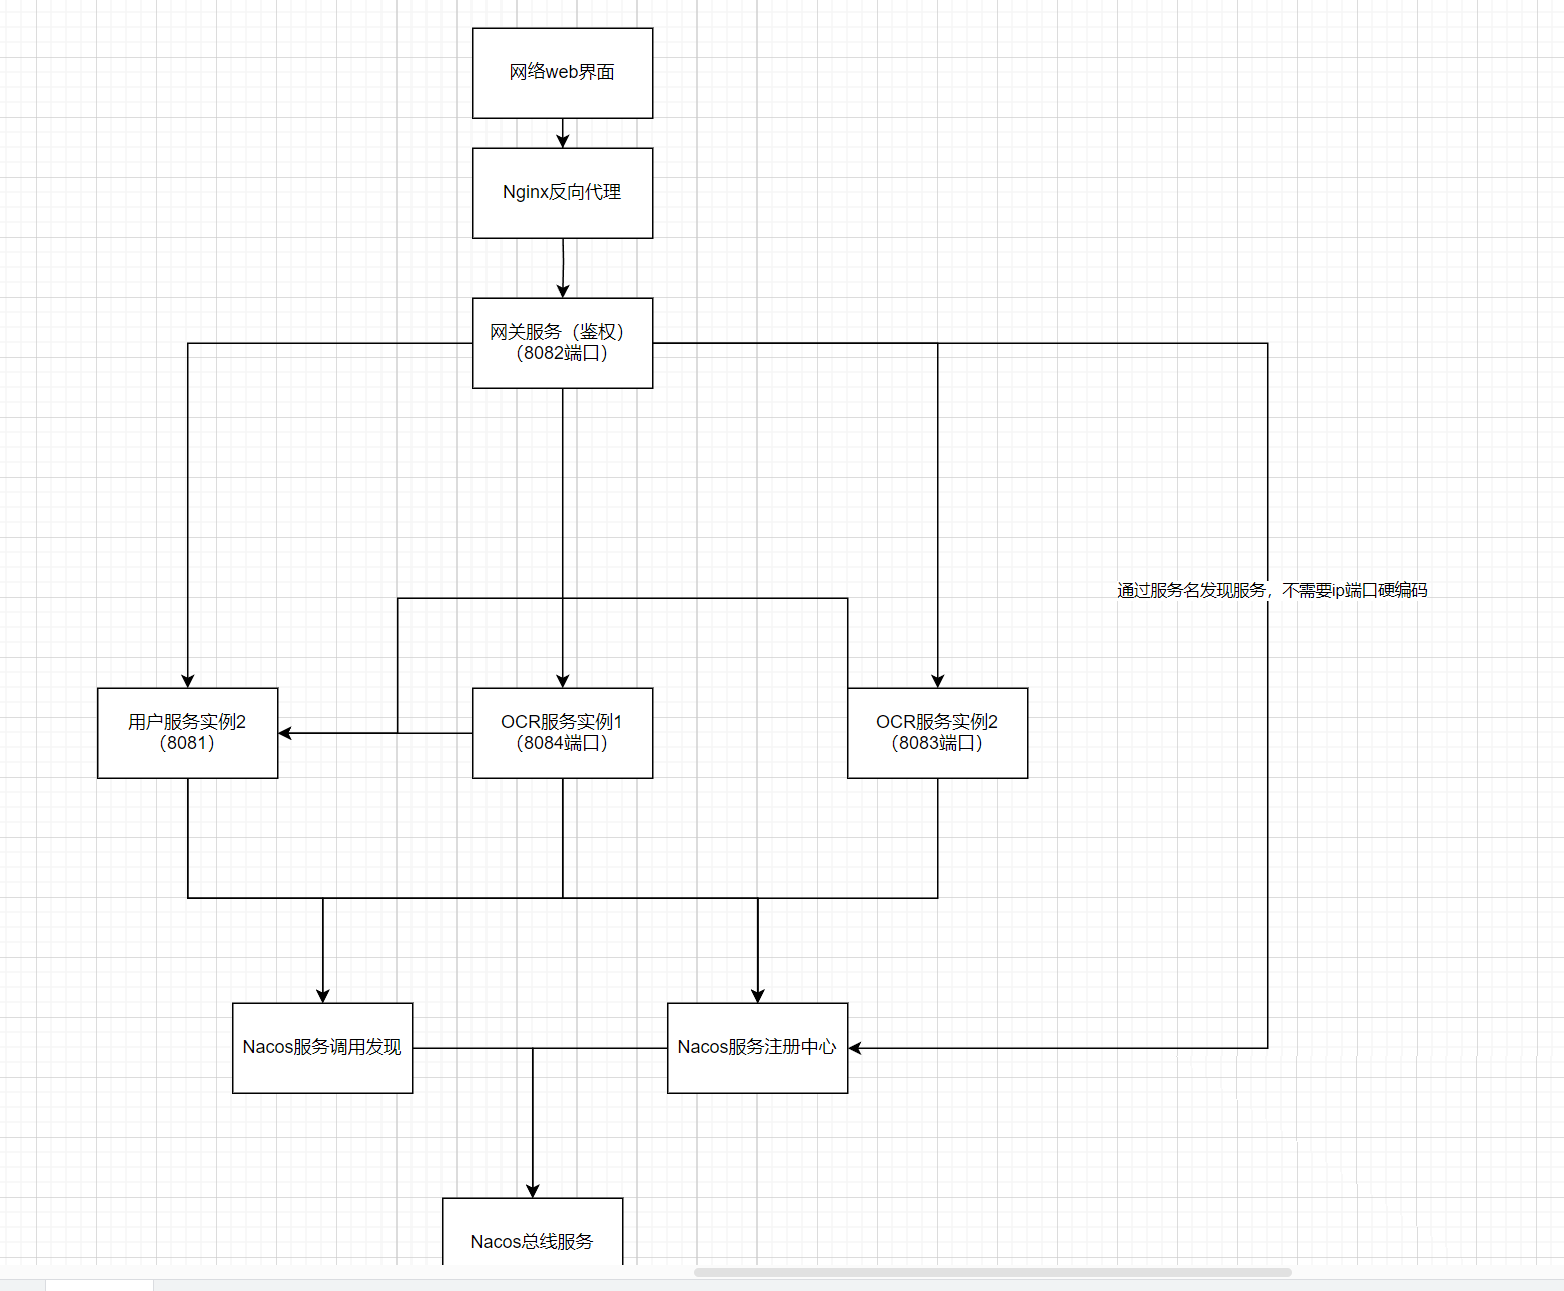 网络web界面
Nginx反向代理
网关服务（鉴权）
（8082端口）
通过服务名发现服务，不需要ip端口硬编码
用户服务实例2
（8081）
OCR服务实例1
（8084端口）
OCR服务实例2
（8083端口）
Nacos服务调用发现
Nacos服务注册中心
Nacos总线服务